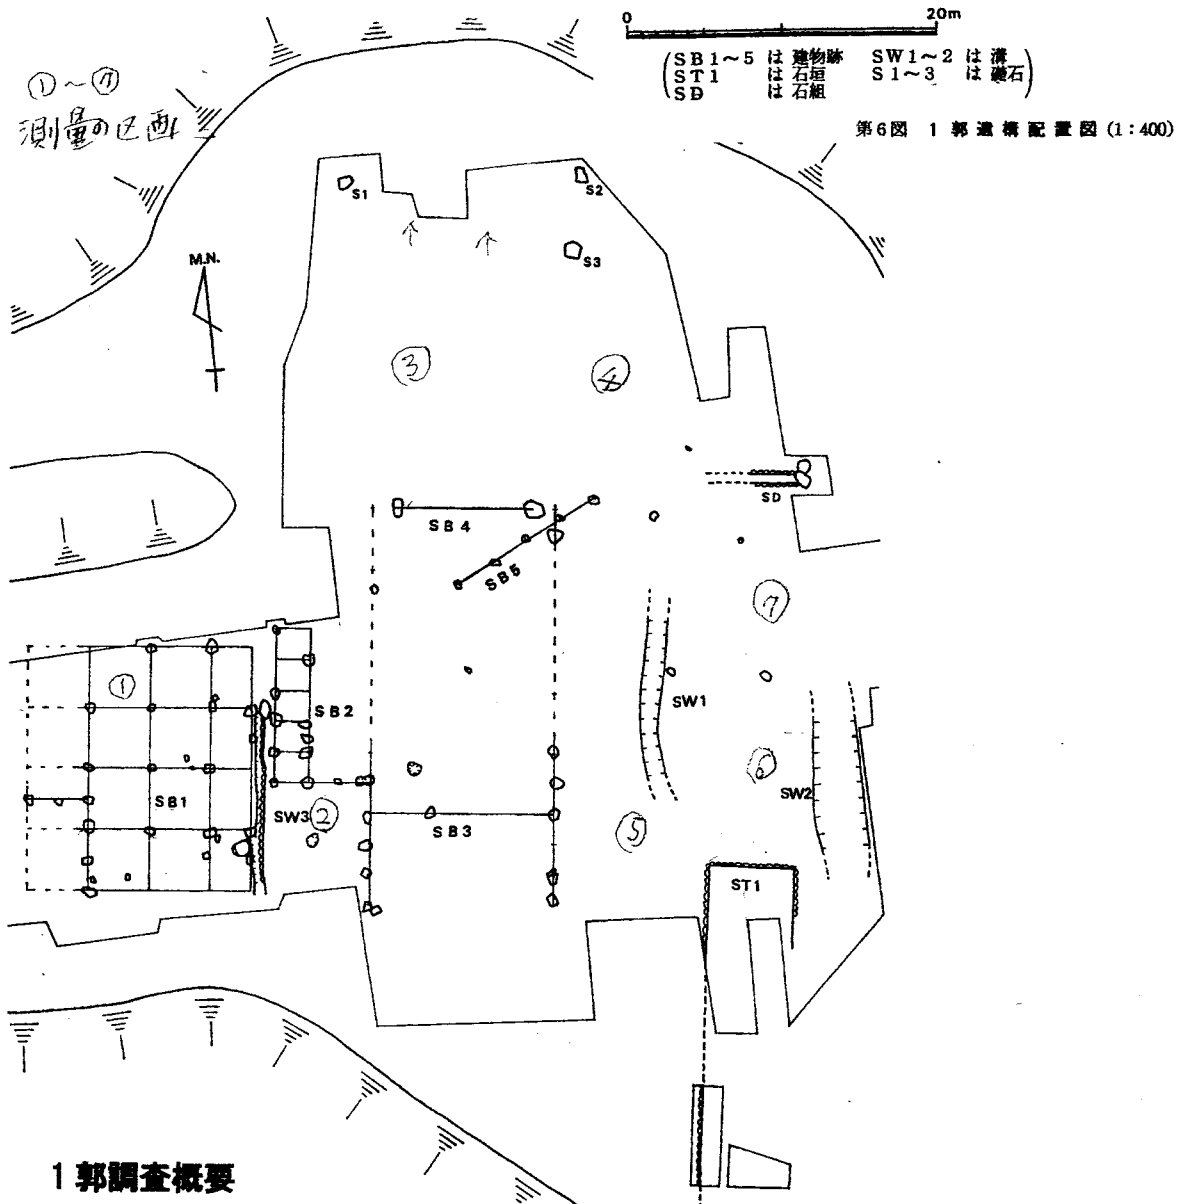 0 20m
SB1～5 は 建物跡 SW1～2 は 溝
ST1 は 石垣 S1～3 は 礎石
SD は 石組
第6図 1郭遺構配置図 (1:400)
①～⑦
測量の区画
S1
S2
S3
M.N.
③
④
SD
SB4
SB5
⑦
①
SB2
SW1
⑥
SW2
SB1
SW3
②
SB3
⑤
ST1
1郭調査概要